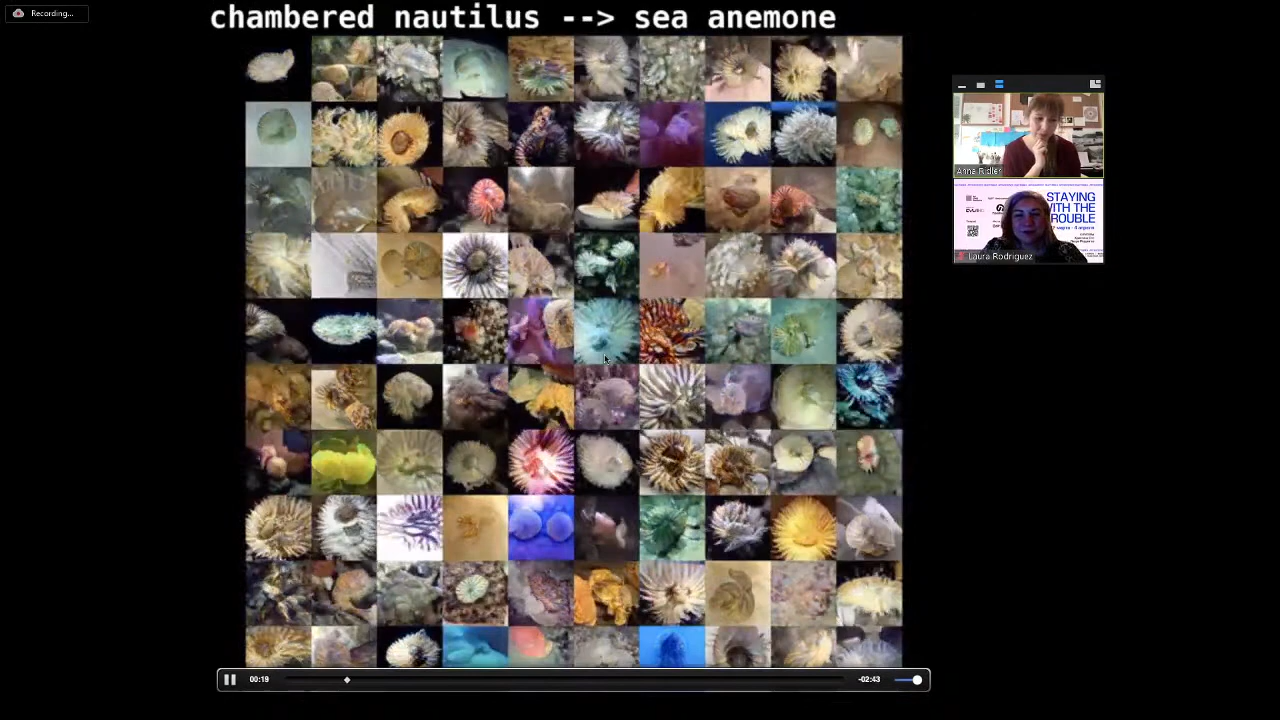 Recording...
chambered nautilus --> sea anemone
Anna Ridler
STAYING
WITH THE
ROUBLE
Laura Rodriguez
00:19
-02:43